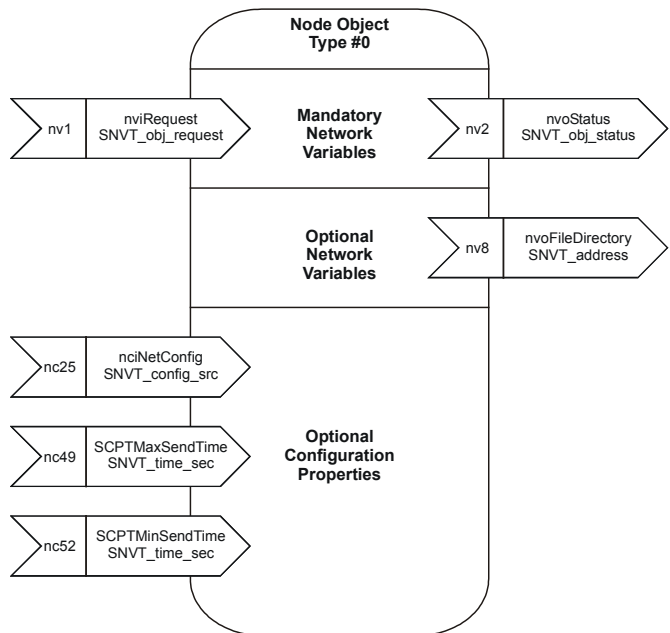 Node Object
Type #0
nv1
nviRequest
SNVT_obj_request
Mandatory
Network
Variables
nv2
nvoStatus
SNVT_obj_status
Optional
Network
Variables
nv8
nvoFileDirectory
SNVT_address
nc25
nciNetConfig
SNVT_config_src
nc49
SCPTMaxSendTime
SNVT_time_sec
Optional
Configuration
Properties
nc52
SCPTMinSendTime
SNVT_time_sec